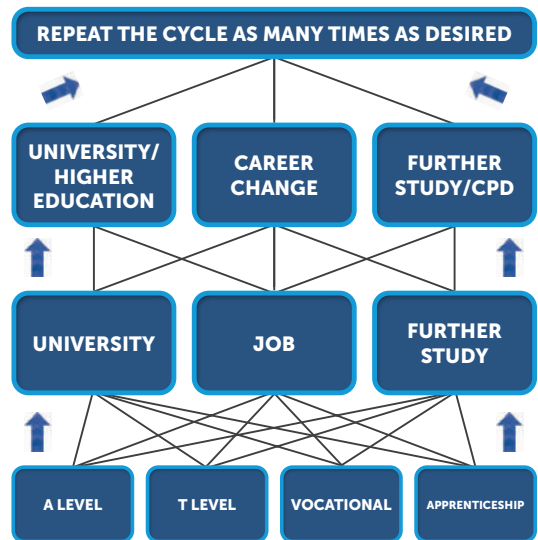 REPEAT THE CYCLE AS MANY TIMES AS DESIRED
UNIVERSITY/
HIGHER
EDUCATION
CAREER
CHANGE
FURTHER
STUDY/CPD
UNIVERSITY
JOB
FURTHER
STUDY
A LEVEL
T LEVEL
VOCATIONAL
APPRENTICESHIP